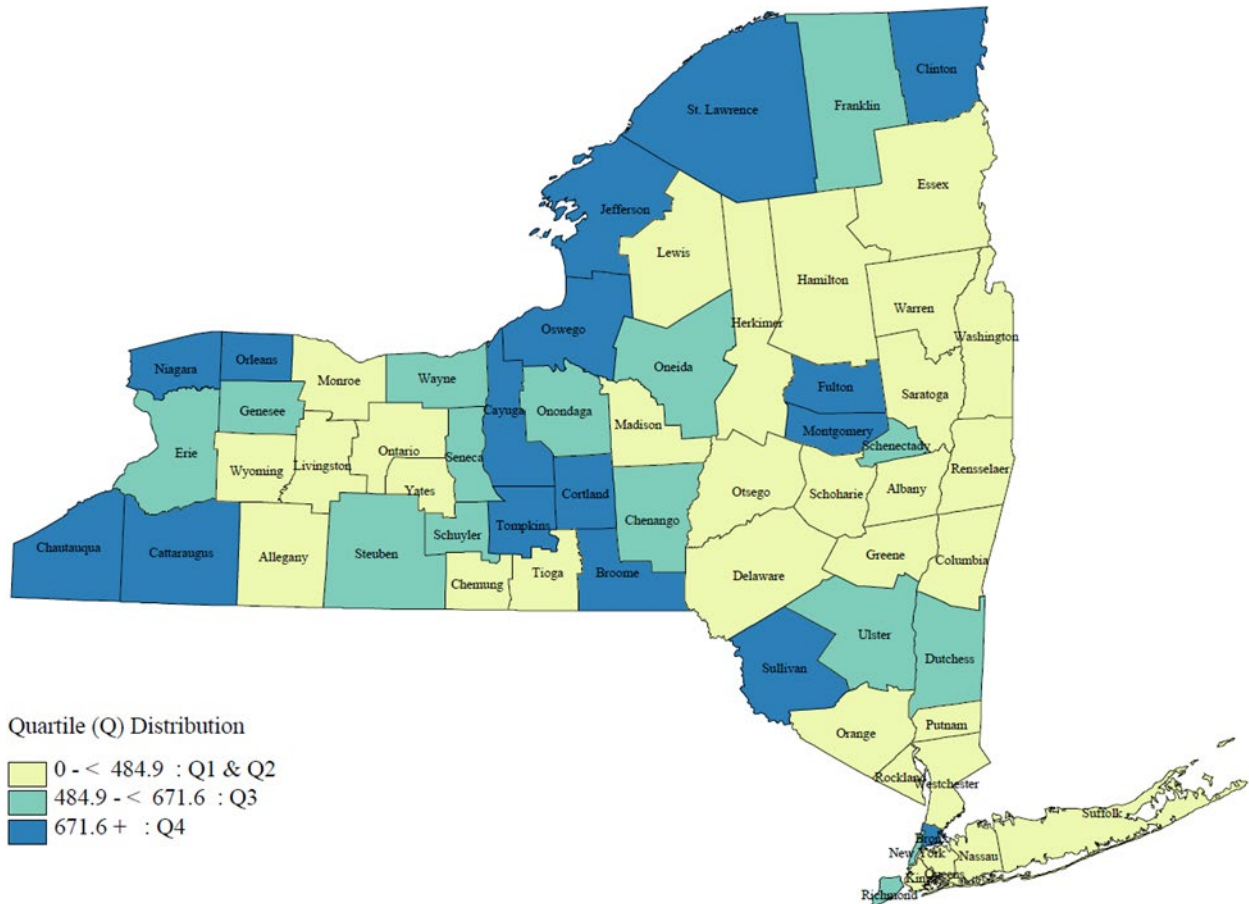 Clinton
Franklin
St. Lawrence
Essex
Jefferson
Lewis
Hamilton
Warren
Herkimer
Washington
Oswego
Oneida
Niagara
Orleans
Monroe
Wayne
Fulton
Saratoga
Genesee
Cayuga
Onondaga
Madison
Montgomery
Schenectady
Erie
Ontario
Wyoming
Livingston
Seneca
Rensselaer
Yates
Otsego
Schoharie
Albany
Cortland
Tompkins
Chenango
Chautauqua
Cattaraugus
Allegany
Steuben
Schuyler
Greene
Columbia
Chemung
Tioga
Broome
Delaware
Ulster
Dutchess
Sullivan
Putnam
Orange
Rockland
Westchester
Suffolk
Bronx
New York
Nassau
Kings
Queens
Richmond
Quartile (Q) Distribution
0 - < 484.9 : Q1 & Q2
484.9 - < 671.6 : Q3
671.6 + : Q4